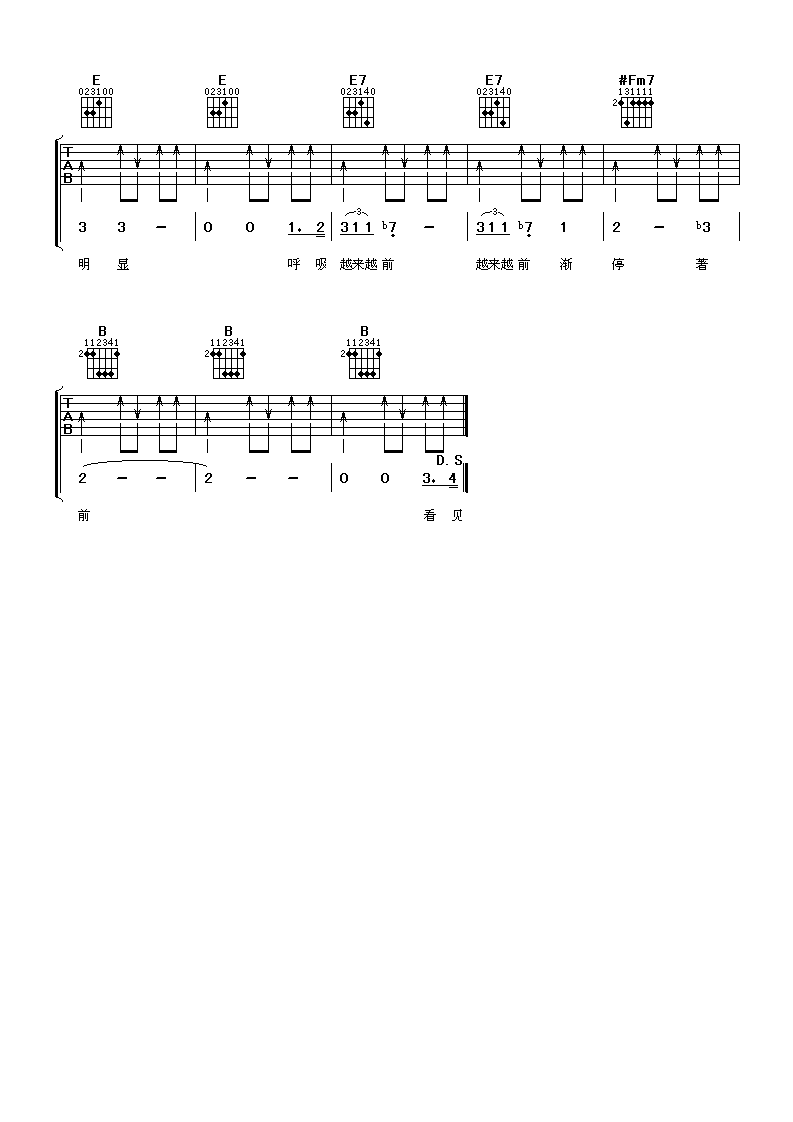 E E E7 E7 #Fm7
023100 023100 023140 023140 131111
2
T
A
B
3 3 - | 0 0 1. 2 | 3 1 1 b7 - | 3 1 1 b7 1 | 2 - b3 |
3 3
明 显 呼 吸 越来越 前 越来越 前 渐 停 著
B B B
112341 112341 112341
2 2 2
T
A
B
D.S
2 - - | 2 - - | 0 0 3. 4
前 看 见